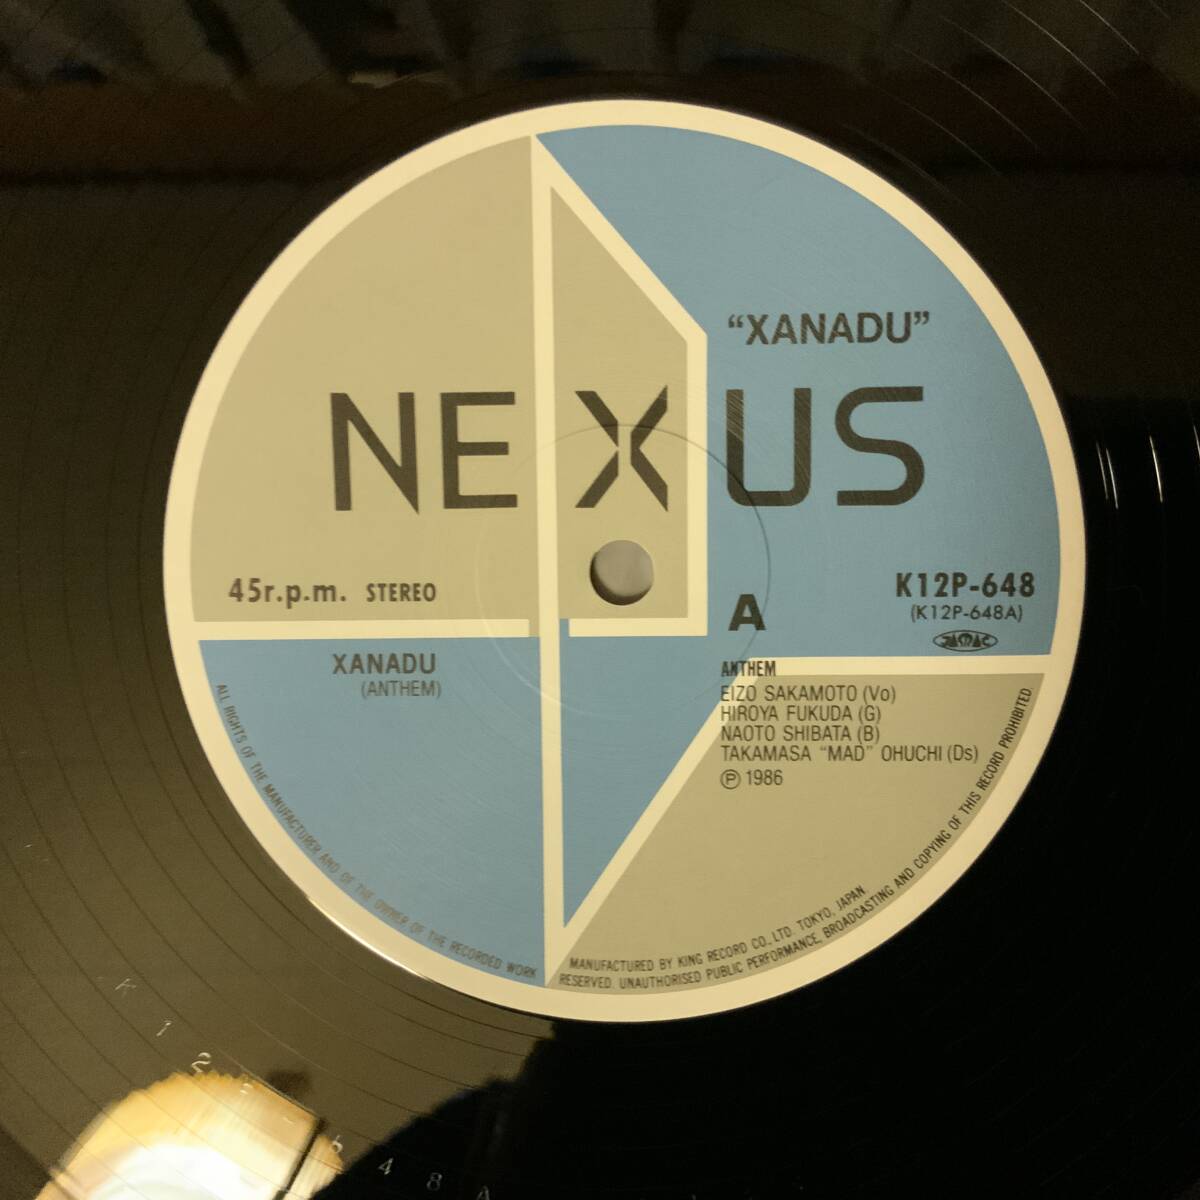 “XANADU”
NEXUS
45r.p.m. STEREO
A
K12P-648
(K12P-648A)
XANADU
(ANTHEM)
ANTHEM
EIZO SAKAMOTO (Vo)
HIROYA FUKUDA (G)
NAOTO SHIBATA (B)
TAKAMASA “MAD” OHUCHI (Ds)
Ⓟ 1986
ALL RIGHTS OF THE MANUFACTURER AND OF THE OWNER OF THE RECORDED WORK
RESERVED. UNAUTHORISED PUBLIC PERFORMANCE, BROADCASTING AND COPYING OF THIS RECORD PROHIBITED
MANUFACTURED BY KING RECORD CO., LTD. TOKYO, JAPAN